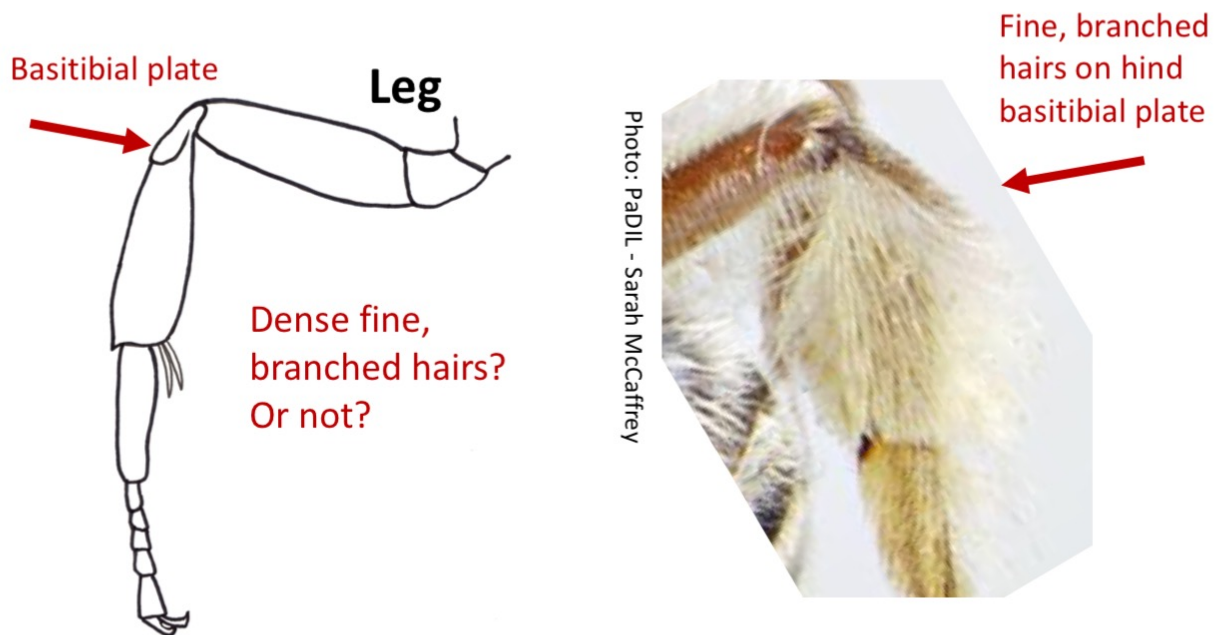 Basitibial plate
Leg
Dense fine,
branched hairs?
Or not?
Photo: PaDIL - Sarah McCaffrey
Fine, branched
hairs on hind
basitibial plate